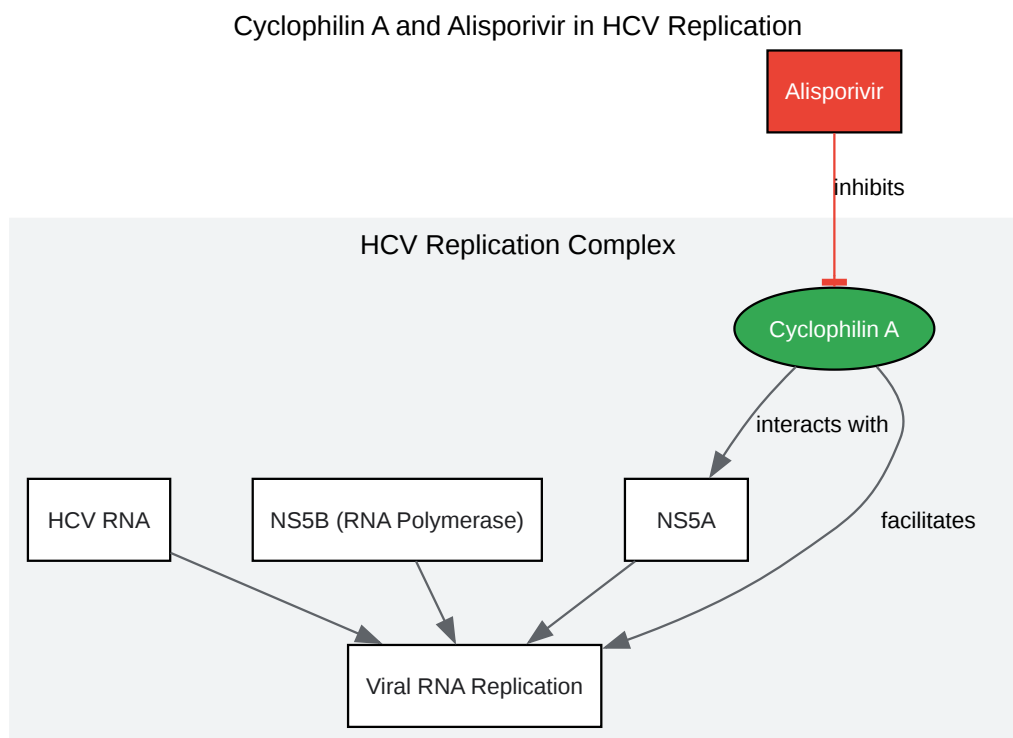 Cyclophilin A and Alisporivir in HCV Replication
Alisporivir
inhibits
HCV Replication Complex
Cyclophilin A
interacts with
HCV RNA
NS5B (RNA Polymerase)
NS5A
facilitates
Viral RNA Replication